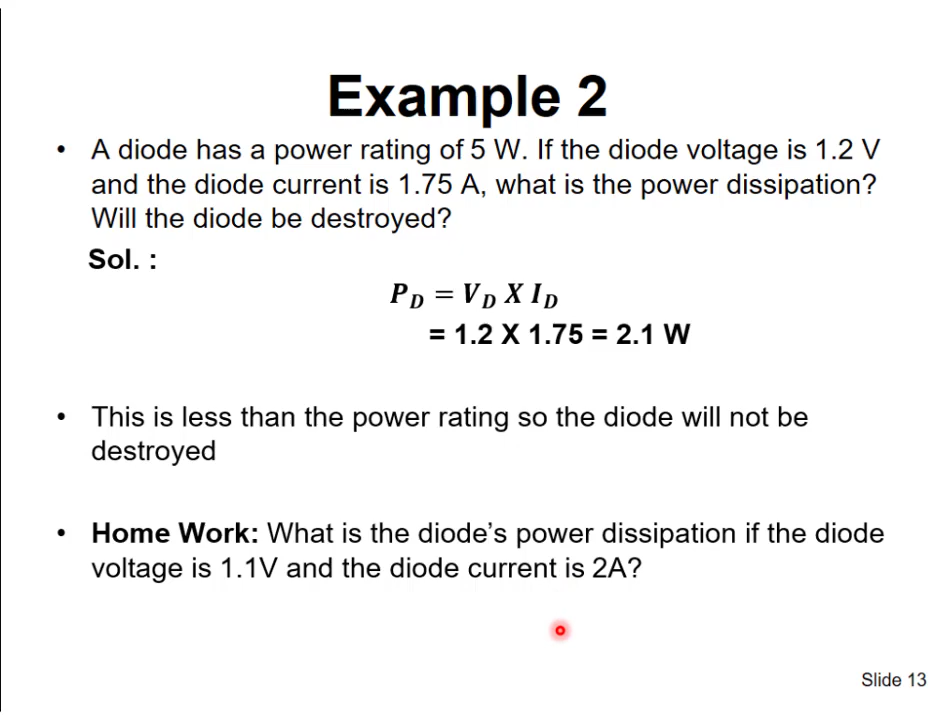 Example 2
• A diode has a power rating of 5 W. If the diode voltage is 1.2 V
and the diode current is 1.75 A, what is the power dissipation?
Will the diode be destroyed?
Sol. :
P_D = V_D X I_D
= 1.2 X 1.75 = 2.1 W
• This is less than the power rating so the diode will not be
destroyed
• Home Work: What is the diode’s power dissipation if the diode
voltage is 1.1V and the diode current is 2A?
Slide 13